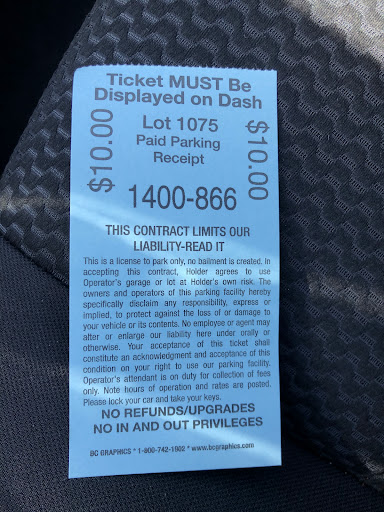 Ticket MUST Be
Displayed on Dash
$10.00
Lot 1075
$10.00
Paid Parking
Receipt
1400-866
THIS CONTRACT LIMITS OUR
LIABILITY-READ IT
This is a license to park only, no bailment is created. In
accepting this contract, Holder agrees to use
Operator's garage or lot at Holder's own risk. The
owners and operators of this parking facility hereby
specifically disclaim any responsibility, express or
implied, to protect against the loss of or damage to
your vehicle or its contents. No employee or agent may
alter or enlarge our liability here under orally or
otherwise. Your acceptance of this ticket shall
constitute an acknowledgment and acceptance of this
condition on your right to use our parking facility.
Operator's attendant is on duty for collection of fees
only. Note hours of operation and rates are posted.
Please lock your car and take your keys.
NO REFUNDS/UPGRADES
NO IN AND OUT PRIVILEGES
BC GRAPHICS * 1-800-742-1502 * www.bcgraphics.com